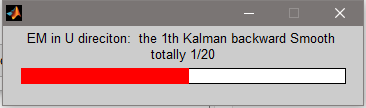 EM in U direciton:  the 1th Kalman backward Smooth
totally 1/20